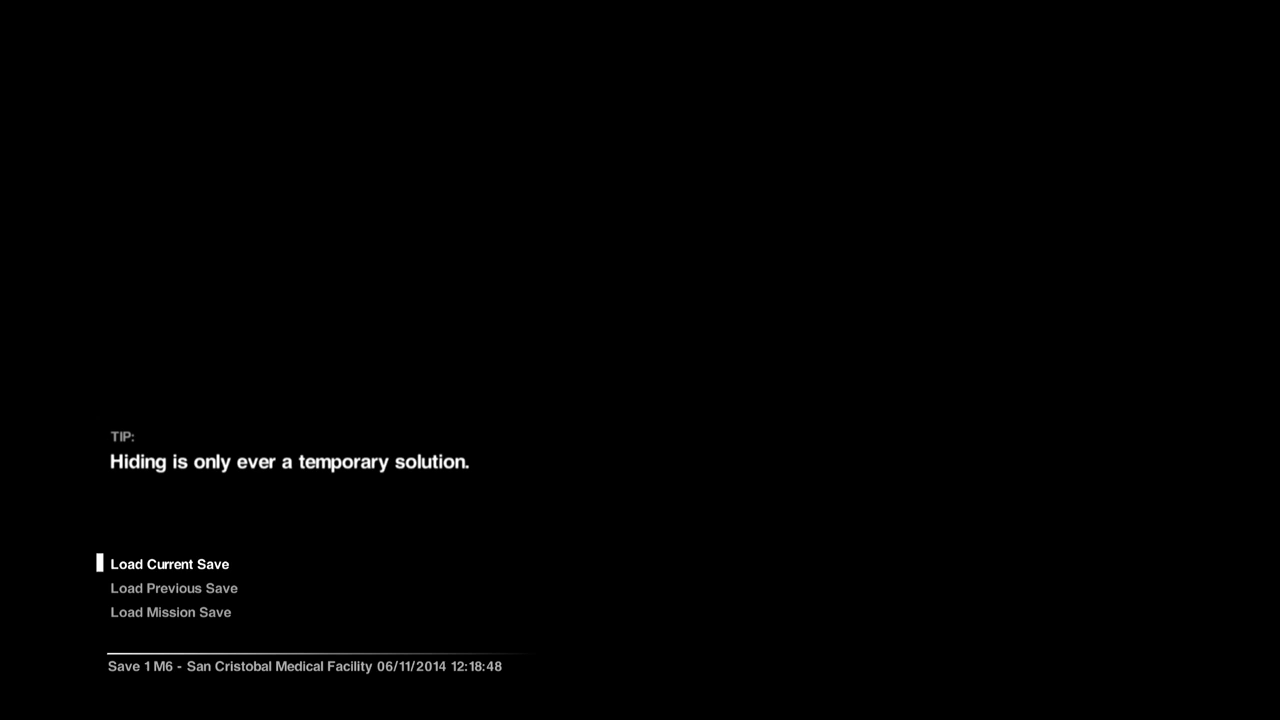 TIP:
Hiding is only ever a temporary solution.
Load Current Save
Load Previous Save
Load Mission Save
Save 1 M6 - San Cristobal Medical Facility 06/11/2014 12:18:48